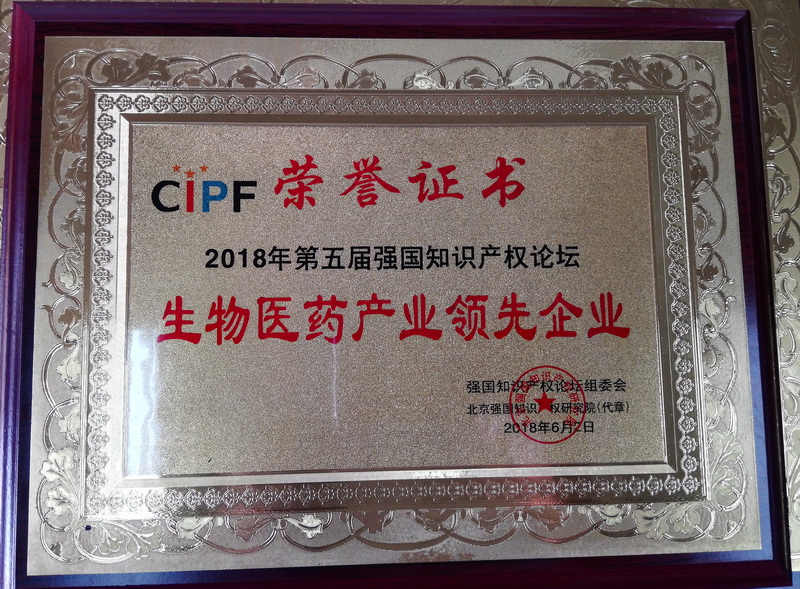 CIPF 荣誉证书
2018年第五届强国知识产权论坛
生物医药产业领先企业
强国知识产权论坛组委会
北京强国知识产权研究院(代章)
2018年6月2日